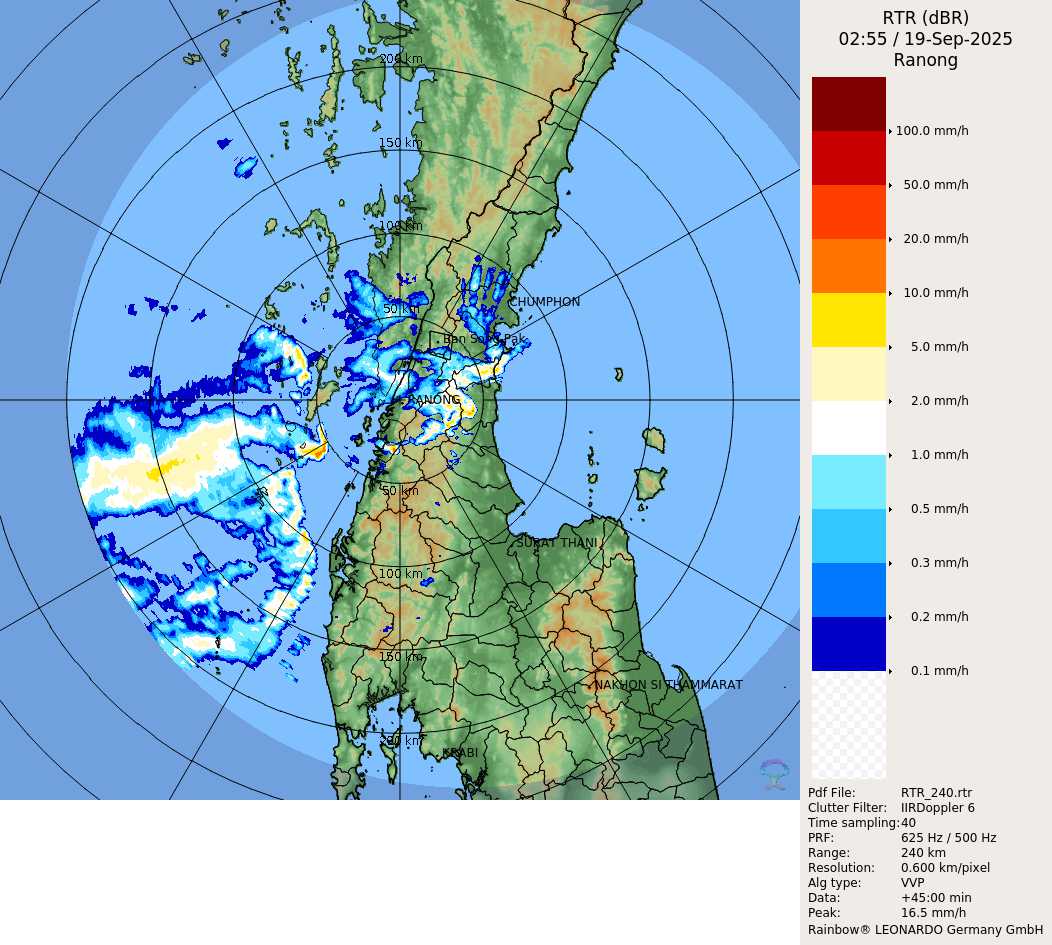 RTR (dBR)
02:55 / 19-Sep-2025
Ranong
200 km
150 km
100 km
50 km
CHUMPHON
Ban Song Pak
RANONG
50 km
SURAT THANI
100 km
150 km
NAKHON SI THAMMARAT
200 km
KRABI
100.0 mm/h
50.0 mm/h
20.0 mm/h
10.0 mm/h
5.0 mm/h
2.0 mm/h
1.0 mm/h
0.5 mm/h
0.3 mm/h
0.2 mm/h
0.1 mm/h
Pdf File: RTR_240.rtr
Clutter Filter: IIRDoppler 6
Time sampling: 40
PRF: 625 Hz / 500 Hz
Range: 240 km
Resolution: 0.600 km/pixel
Alg type: VVP
Data: +45:00 min
Peak: 16.5 mm/h
Rainbow® LEONARDO Germany GmbH